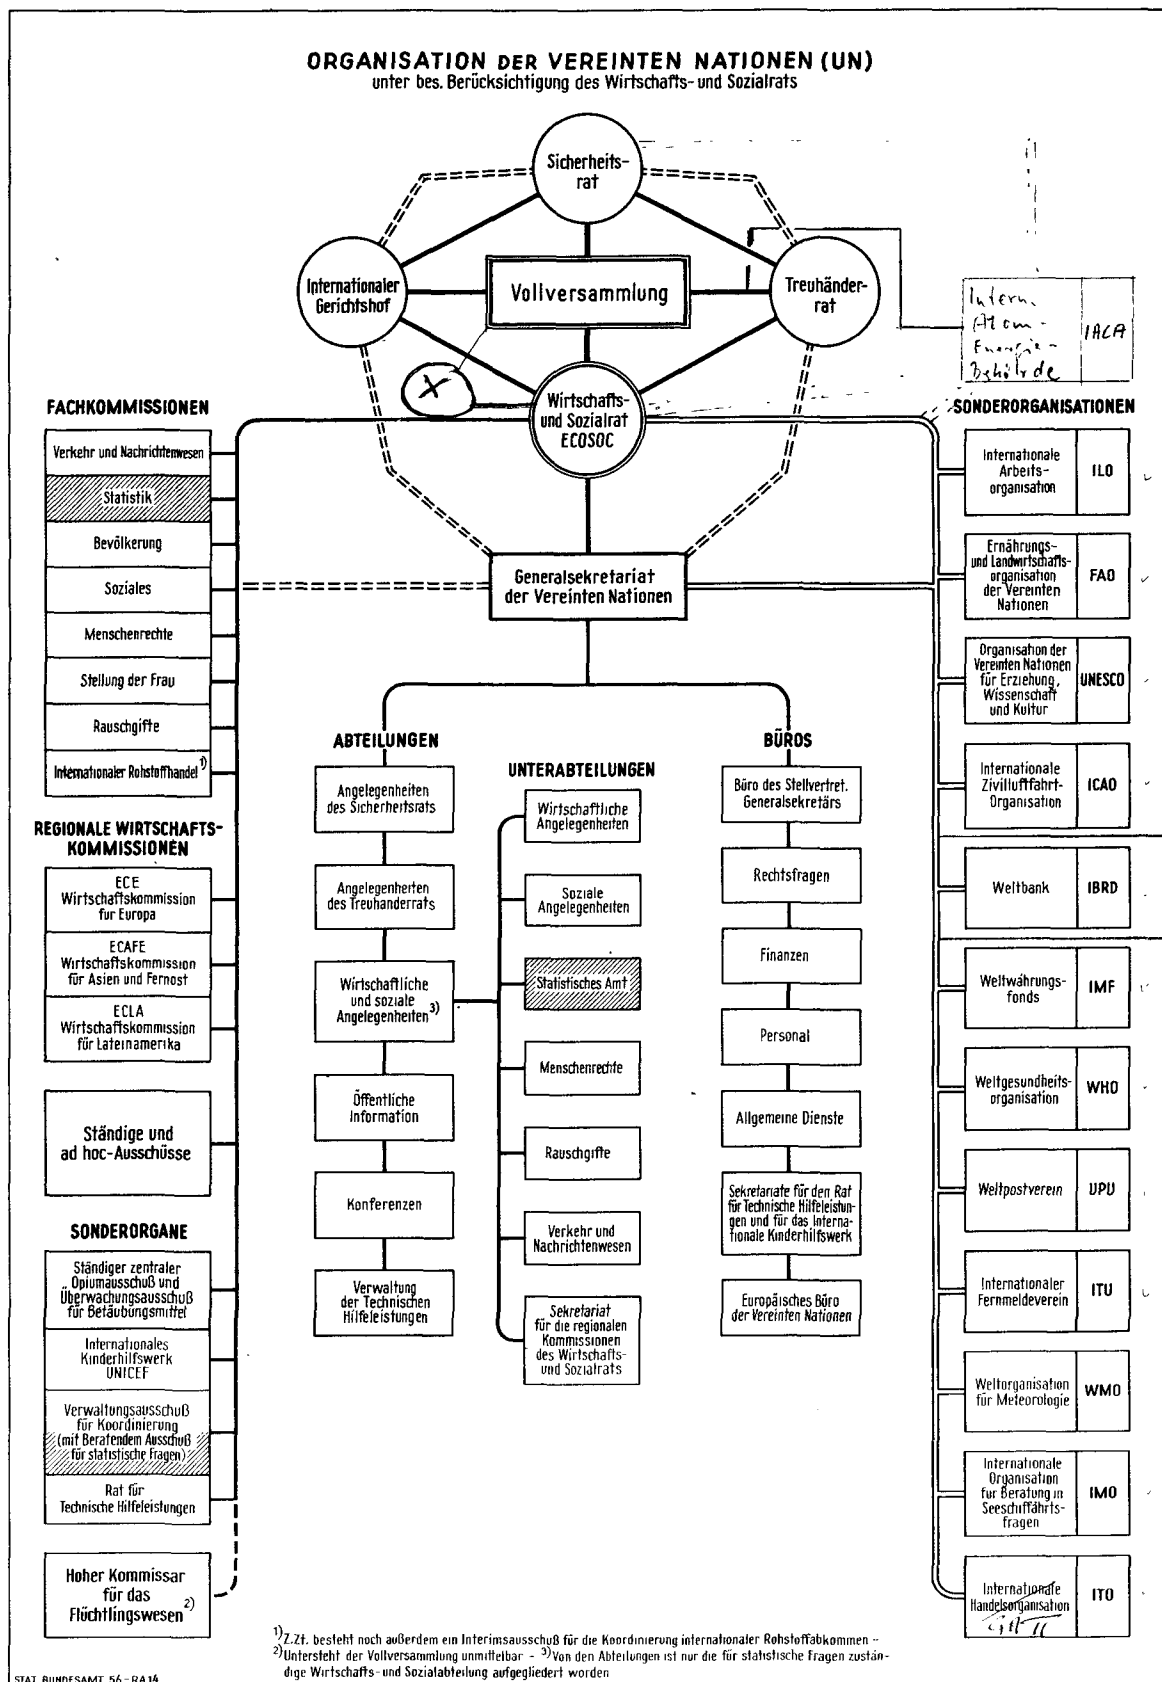 ORGANISATION DER VEREINTEN NATIONEN (UN)
unter bes. Berücksichtigung des Wirtschafts- und Sozialrats
Sicherheits-
rat
Internationaler
Gerichtshof
Vollversammlung
Treuhänder-
rat
Intern.
Atom-
Energie-
Behörde
IACA
X
Wirtschafts-
und Sozialrat
ECOSOC
Generalsekretariat
der Vereinten Nationen
FACHKOMMISSIONEN
Verkehr und Nachrichtenwesen
Statistik
Bevölkerung
Soziales
Menschenrechte
Stellung der Frau
Rauschgifte
Internationaler Rohstoffhandel 1)
REGIONALE WIRTSCHAFTS-
KOMMISSIONEN
ECE
Wirtschaftskommission
fur Europa
ECAFE
Wirtschaftskommission
für Asien und Fernost
ECLA
Wirtschaftskommission
für Lateinamerika
Ständige und
ad hoc-Ausschüsse
SONDERORGANE
Ständiger zentraler
Opiumausschuß und
Überwachungsausschuß
für Betäubungsmittel
Internationales
Kinderhilfswerk
UNICEF
Verwaltungsausschuß
für Koordinierung
(mit Beratendem Ausschuß
für statistische Fragen)
Rat für
Technische Hilfeleistungen
Hoher Kommissar
für das
Flüchtlingswesen 2)
ABTEILUNGEN
Angelegenheiten
des Sicherheitsrats
Angelegenheiten
des Treuhanderrats
Wirtschaftliche
und soziale
Angelegenheiten 3)
Öffentliche
Information
Konferenzen
Verwaltung
der Technischen
Hilfeleistungen
UNTERABTEILUNGEN
Wirtschaftliche
Angelegenheiten
Soziale
Angelegenheiten
Statistisches Amt
Menschenrechte
Rauschgifte
Verkehr und
Nachrichtenwesen
Sekretariat
für die regionalen
Kommissionen
des Wirtschafts-
und Sozialrats
BÜROS
Büro des Stellvertret.
Generalsekretärs
Rechtsfragen
Finanzen
Personal
Allgemeine Dienste
Sekretariate für den Rat
für Technische Hilfeleistun-
gen und für das Interna-
tionale Kinderhilfswerk
Europäisches Büro
der Vereinten Nationen
SONDERORGANISATIONEN
Internationale
Arbeits-
organisation
ILO
Ernährungs-
und Landwirtschafts-
organisation
der Vereinten
Nationen
FAO
Organisation der
Vereinten Nationen
für Erziehung,
Wissenschaft
und Kultur
UNESCO
Internationale
Zivilluftfahrt-
Organisation
ICAO
Weltbank
IBRD
Weltwährungs-
fonds
IMF
Weltgesundheits-
organisation
WHO
Weltpostverein
UPU
Internationaler
Fernmeldeverein
ITU
Weltorganisation
für Meteorologie
WMO
Internationale
Organisation
für Beratung in
Seeschiffahrts-
fragen
IMO
Internationale
Handelsorganisation
ITO
1) Z.Zt. besteht noch außerdem ein Interimsausschuß für die Koordinierung internationaler Rohstoffabkommen –
2) Untersteht der Vollversammlung unmittelbar – 3) Von den Abteilungen ist nur die für statistische Fragen zustän-
dige Wirtschafts- und Sozialabteilung aufgegliedert worden
STAT. BUNDESAMT 56-RA14